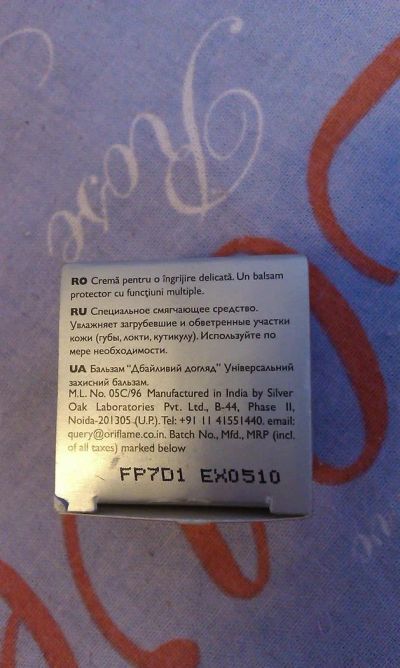 Rose
RO Cremă pentru o îngrijire delicată. Un balsam
protector cu funcţiuni multiple.
RU Специальное смягчающее средство.
Увлажняет загрубевшие и обветренные участки
кожи (губы, локти, кутикулу). Используйте по
мере необходимости.
UA Бальзам "Дбайливий догляд" Універсальний
захисний бальзам.
M.L. No. 05C/96 Manufactured in India by Silver
Oak Laboratories Pvt. Ltd., B-44, Phase II,
Noida-201305.(U.P.). Tel: +91 11 41551440. email:
query@oriflame.co.in. Batch No., Mfd., MRP (incl.
of all taxes) marked below
FP7D1 EX0510